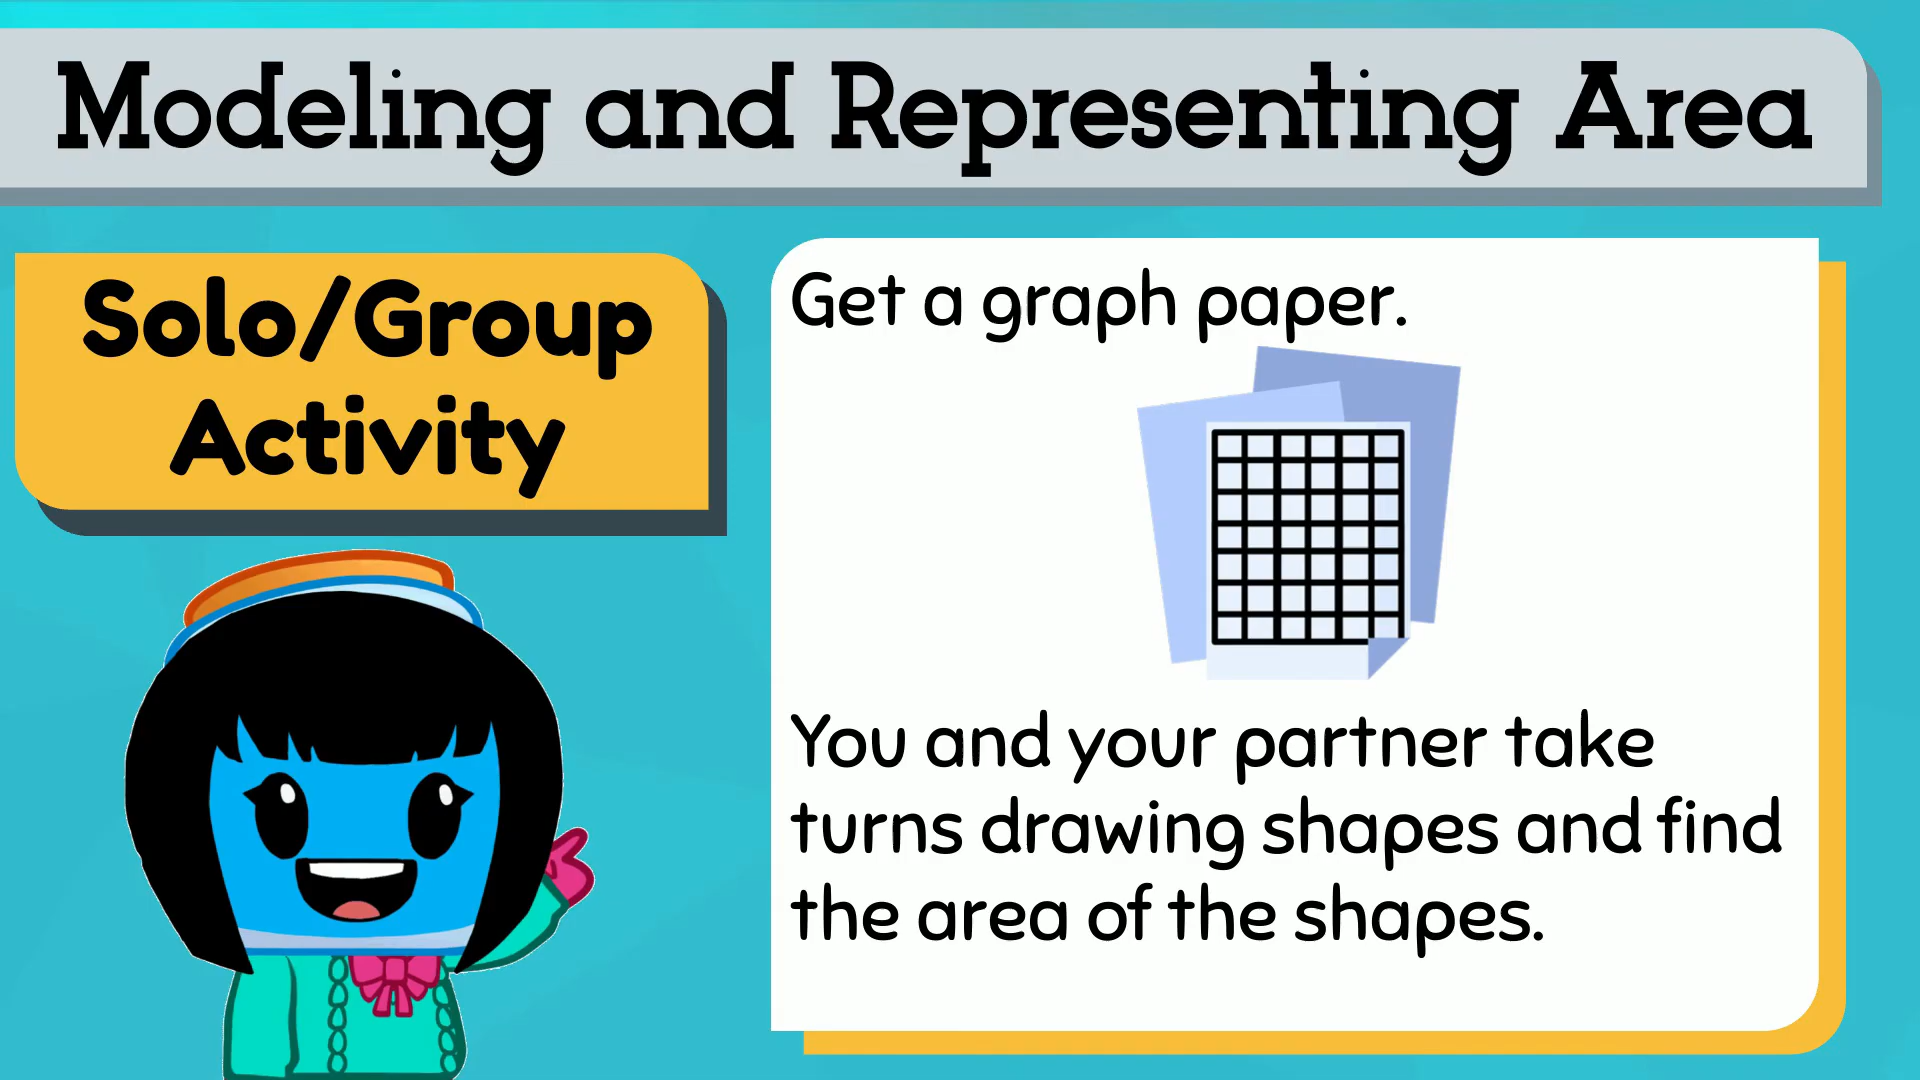 Modeling and Representing Area
Solo/Group
Activity
Get a graph paper.
You and your partner take
turns drawing shapes and find
the area of the shapes.